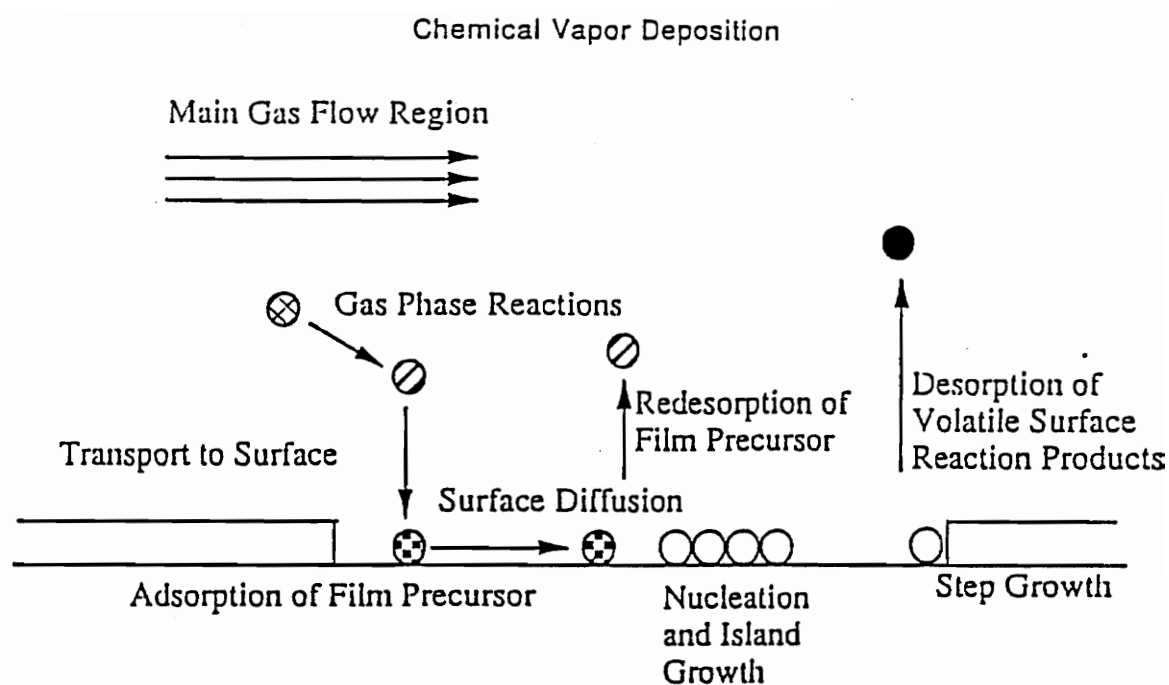 Chemical Vapor Deposition
Main Gas Flow Region
Gas Phase Reactions
Redesorption of
Film Precursor
Desorption of
Volatile Surface
Reaction Products
Transport to Surface
Surface Diffusion
Adsorption of Film Precursor
Nucleation
and Island
Growth
Step Growth